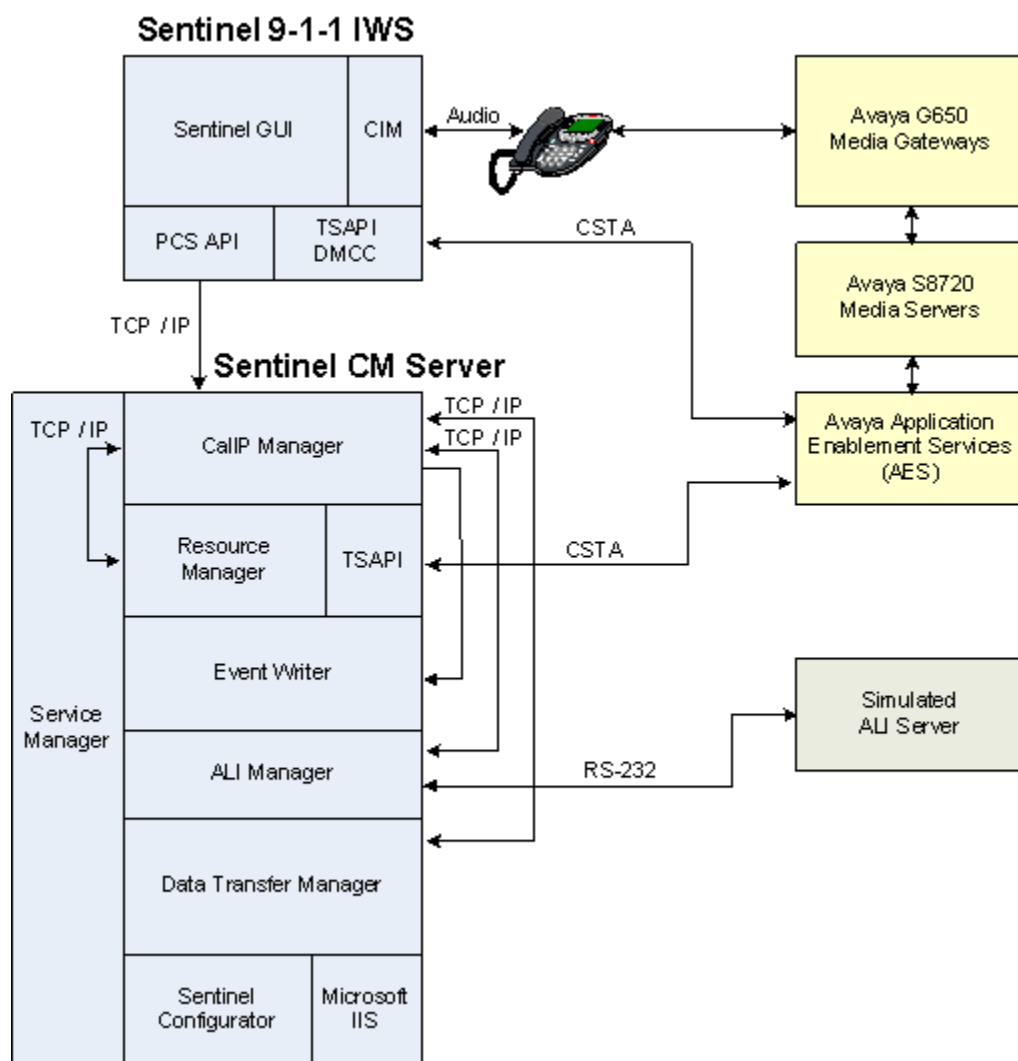 Sentinel 9-1-1 IWS
Sentinel GUI
CIM
Audio
Avaya G650
Media Gateways
PCS API
TSAPI
DMCC
CSTA
Avaya S8720
Media Servers
TCP / IP
Sentinel CM Server
TCP / IP
CallP Manager
TCP / IP
TCP / IP
Avaya Application
Enablement Services
(AES)
Resource
Manager
TSAPI
CSTA
Event Writer
Service
Manager
Simulated
ALI Server
ALI Manager
RS-232
Data Transfer Manager
Sentinel
Configurator
Microsoft
IIS